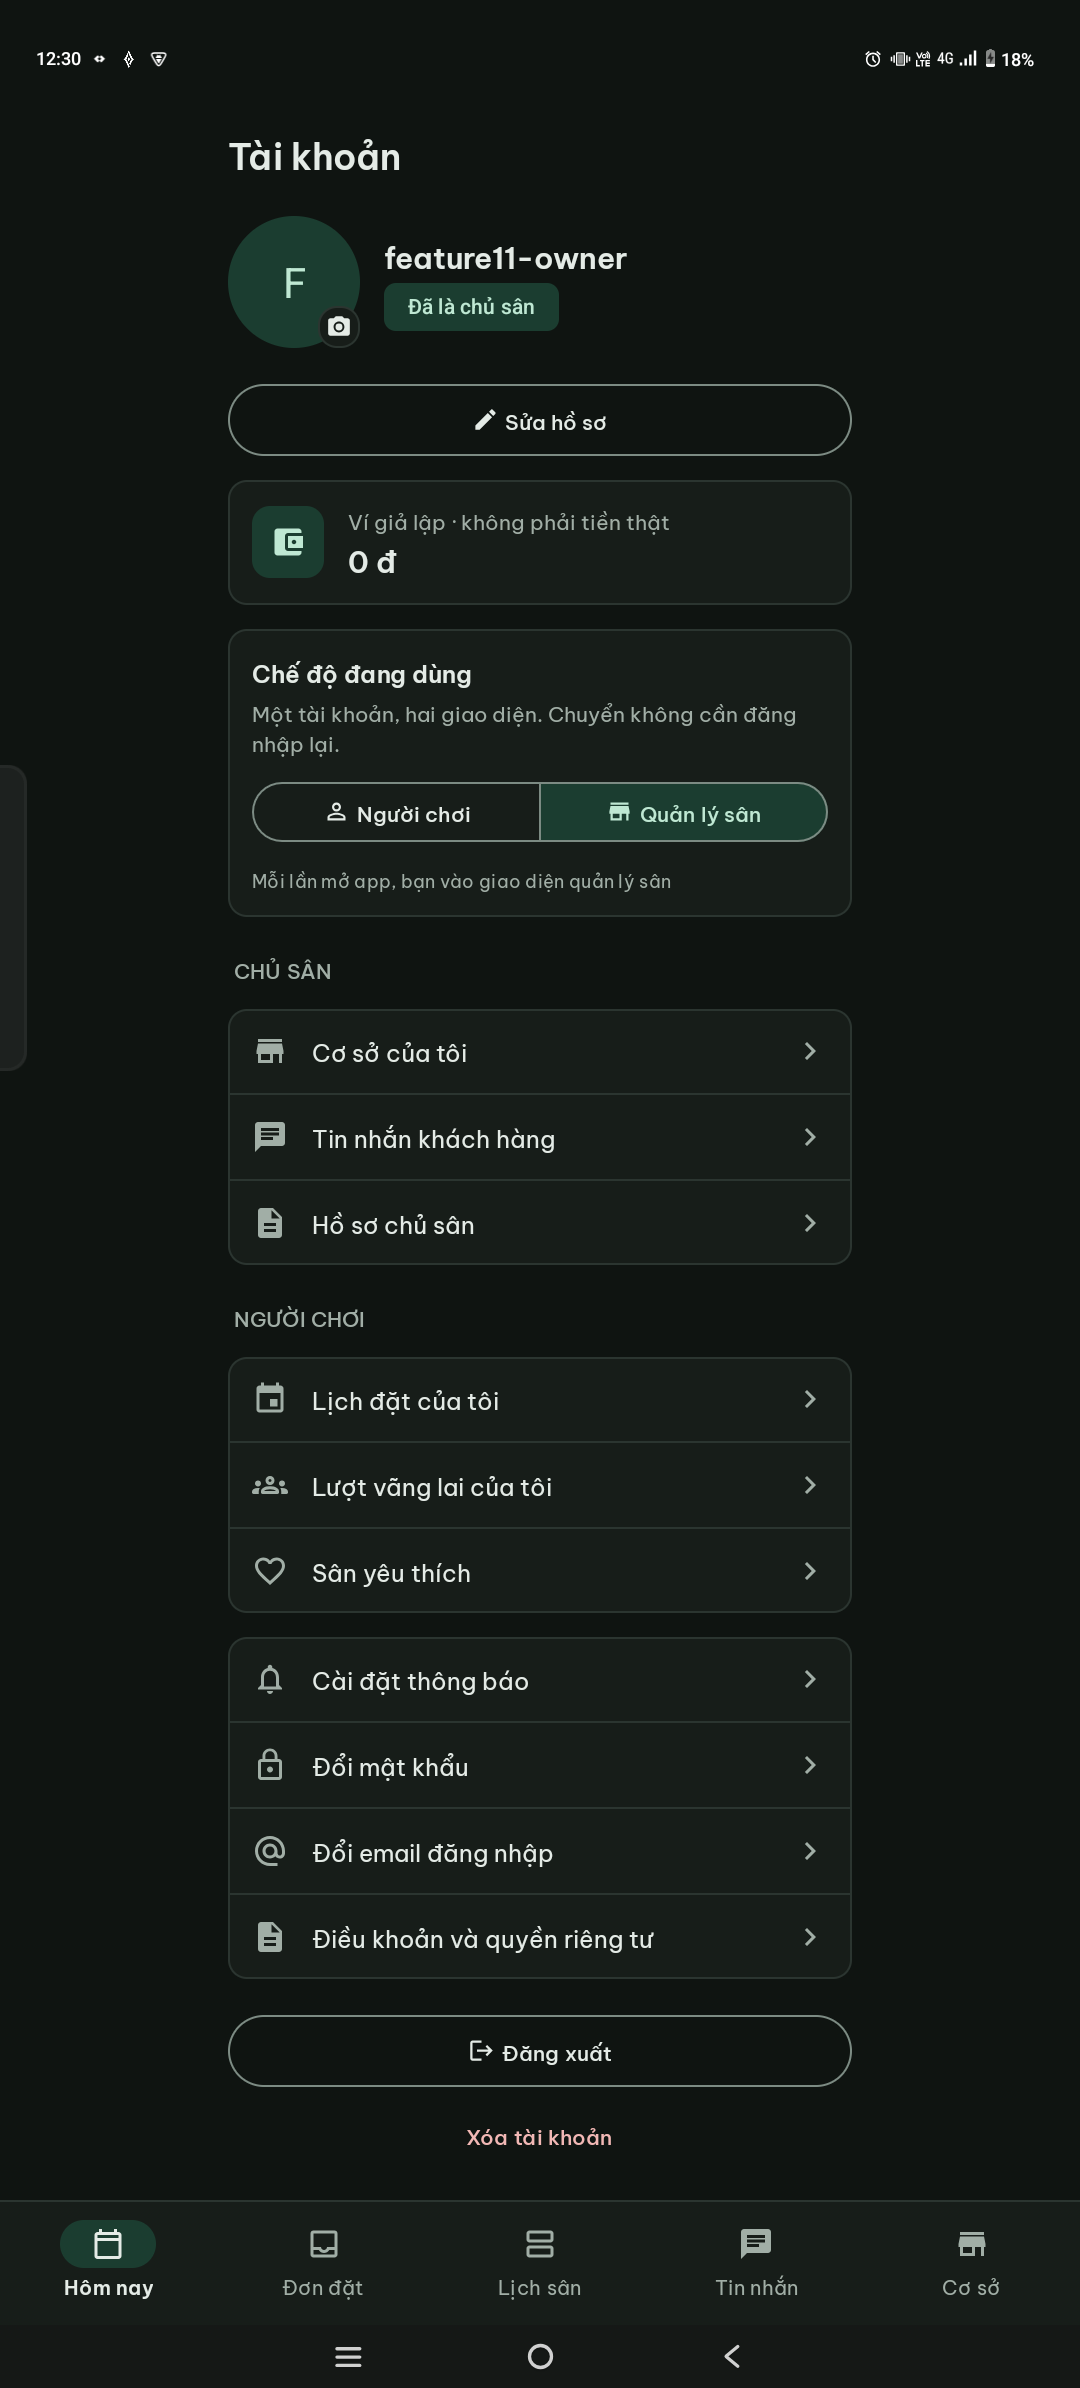 12:30
4G
18%
Tài khoản
F
feature11-owner
Đã là chủ sân
Sửa hồ sơ
Ví giả lập · không phải tiền thật
0 đ
Chế độ đang dùng
Một tài khoản, hai giao diện. Chuyển không cần đăng
nhập lại.
Người chơi
Quản lý sân
Mỗi lần mở app, bạn vào giao diện quản lý sân
CHỦ SÂN
Cơ sở của tôi
Tin nhắn khách hàng
Hồ sơ chủ sân
NGƯỜI CHƠI
Lịch đặt của tôi
Lượt vãng lai của tôi
Sân yêu thích
Cài đặt thông báo
Đổi mật khẩu
Đổi email đăng nhập
Điều khoản và quyền riêng tư
Đăng xuất
Xóa tài khoản
Hôm nay
Đơn đặt
Lịch sân
Tin nhắn
Cơ sở